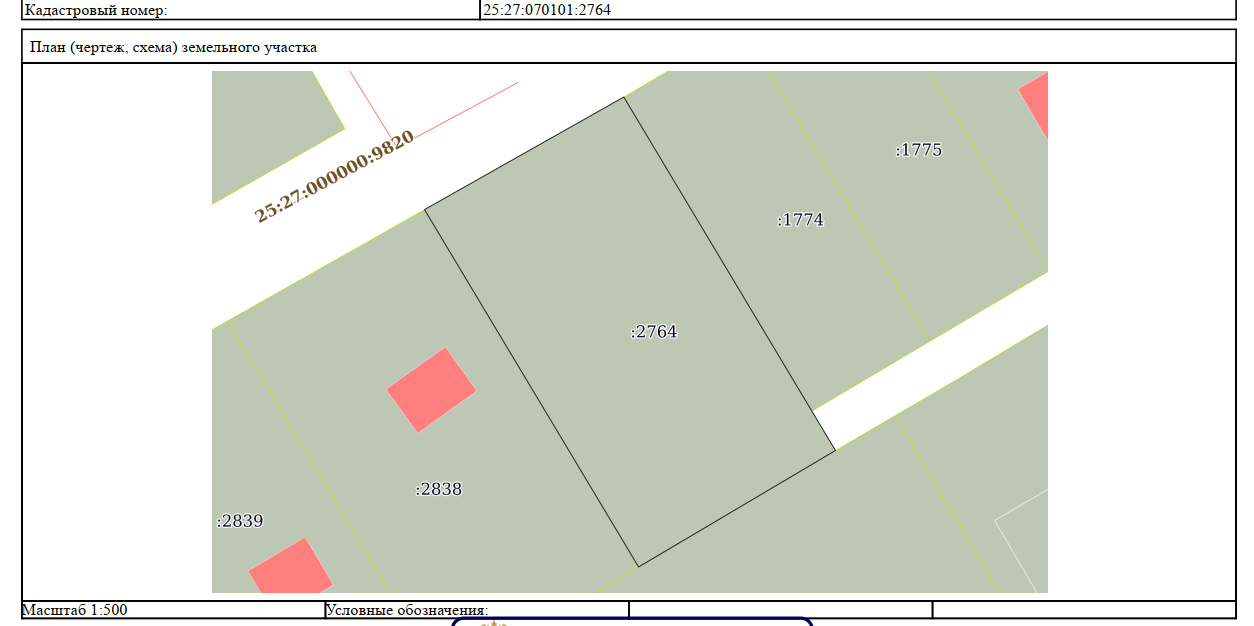 Кадастровый номер: 25:27:070101:2764
План (чертеж, схема) земельного участка
25:27:000000:9820
:1775
:1774
:2764
:2838
:2839
Масштаб 1:500 Условные обозначения: